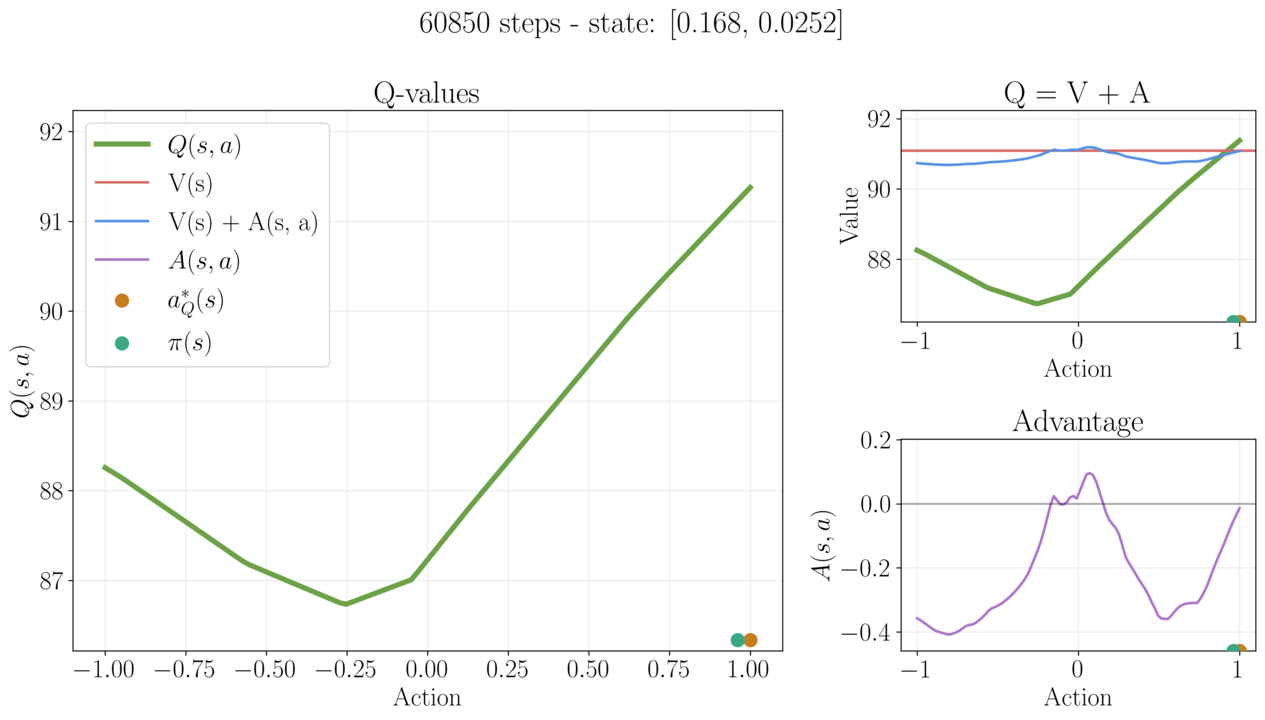 60850 steps - state: [0.168, 0.0252]
Q-values
Q(s, a)
V(s)
V(s) + A(s, a)
A(s, a)
a*Q(s)
π(s)
92
91
90
89
88
87
Q(s, a)
−1.00 −0.75 −0.50 −0.25 0.00 0.25 0.50 0.75 1.00
Action
Q = V + A
92
90
88
Value
−1 0 1
Action
Advantage
0.2
0.0
−0.2
−0.4
A(s, a)
−1 0 1
Action